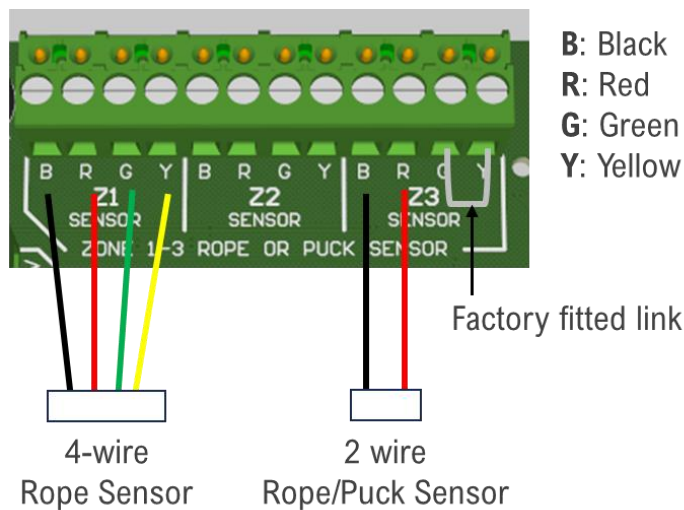 B: Black
R: Red
G: Green
Y: Yellow
B R G Y B R G Y B R G Y
Z1 Z2 Z3
SENSOR SENSOR SENSOR
ZONE 1-3 ROPE OR PUCK SENSOR
Factory fitted link
4-wire
Rope Sensor
2 wire
Rope/Puck Sensor